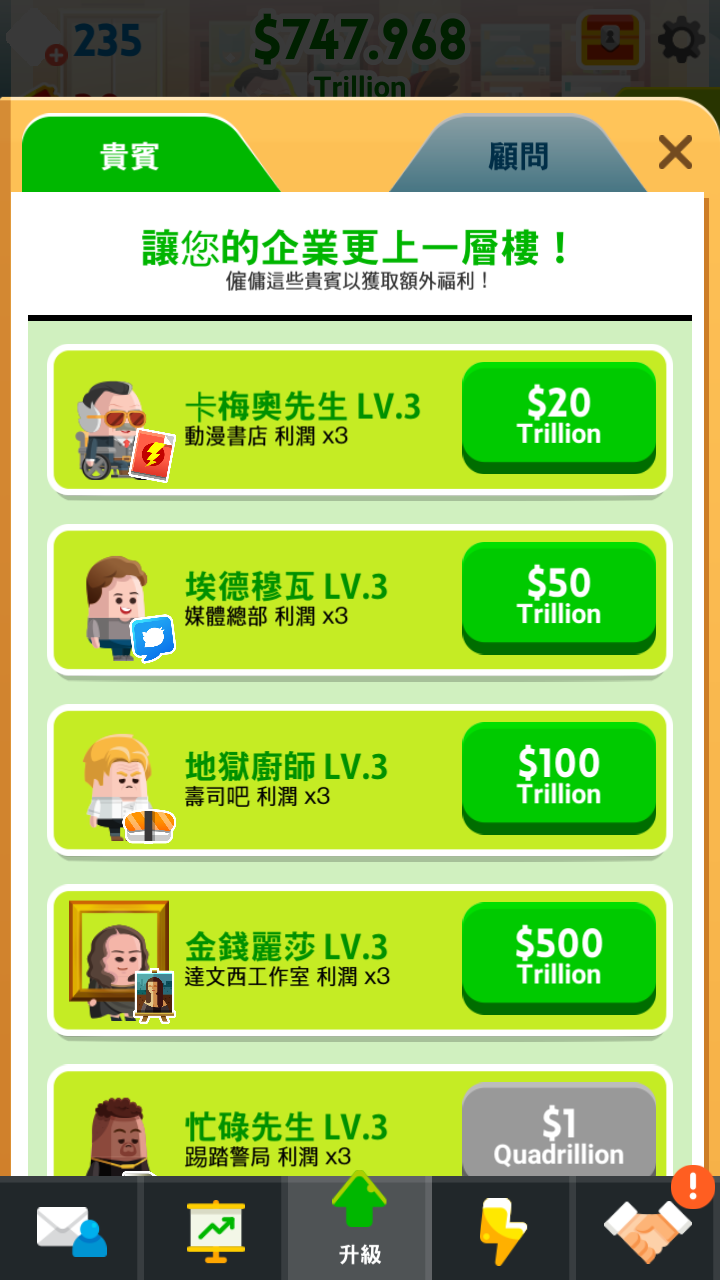 235
$747.968
Trillion
貴賓
顧問
讓您的企業更上一層樓！
僱傭這些貴賓以獲取額外福利！
卡梅奧先生 LV.3
動漫書店 利潤 x3
$20
Trillion
埃德穆瓦 LV.3
媒體總部 利潤 x3
$50
Trillion
地獄廚師 LV.3
壽司吧 利潤 x3
$100
Trillion
金錢麗莎 LV.3
達文西工作室 利潤 x3
$500
Trillion
忙碌先生 LV.3
踢踏警局 利潤 x3
$1
Quadrillion
升級